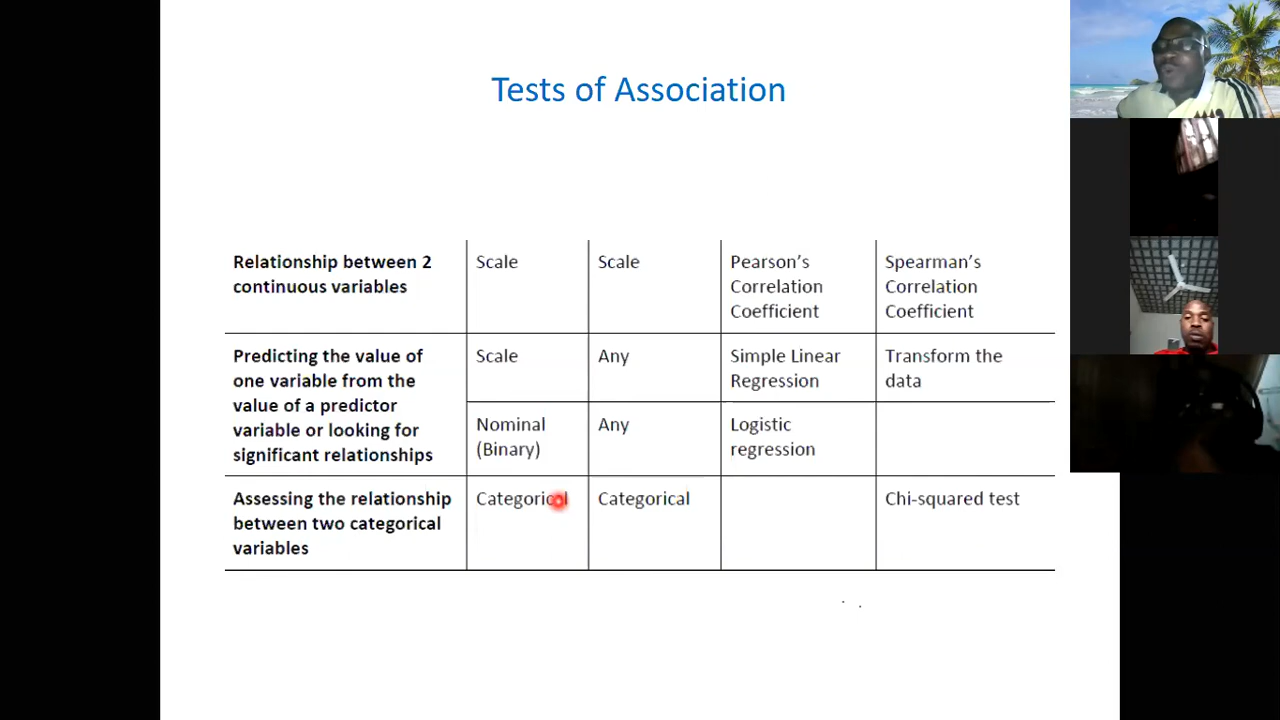 Tests of Association
Relationship between 2
continuous variables
Scale
Scale
Pearson's
Correlation
Coefficient
Spearman's
Correlation
Coefficient
Predicting the value of
one variable from the
value of a predictor
variable or looking for
significant relationships
Scale
Any
Simple Linear
Regression
Transform the
data
Nominal
(Binary)
Any
Logistic
regression
Assessing the relationship
between two categorical
variables
Categorical
Categorical
Chi-squared test